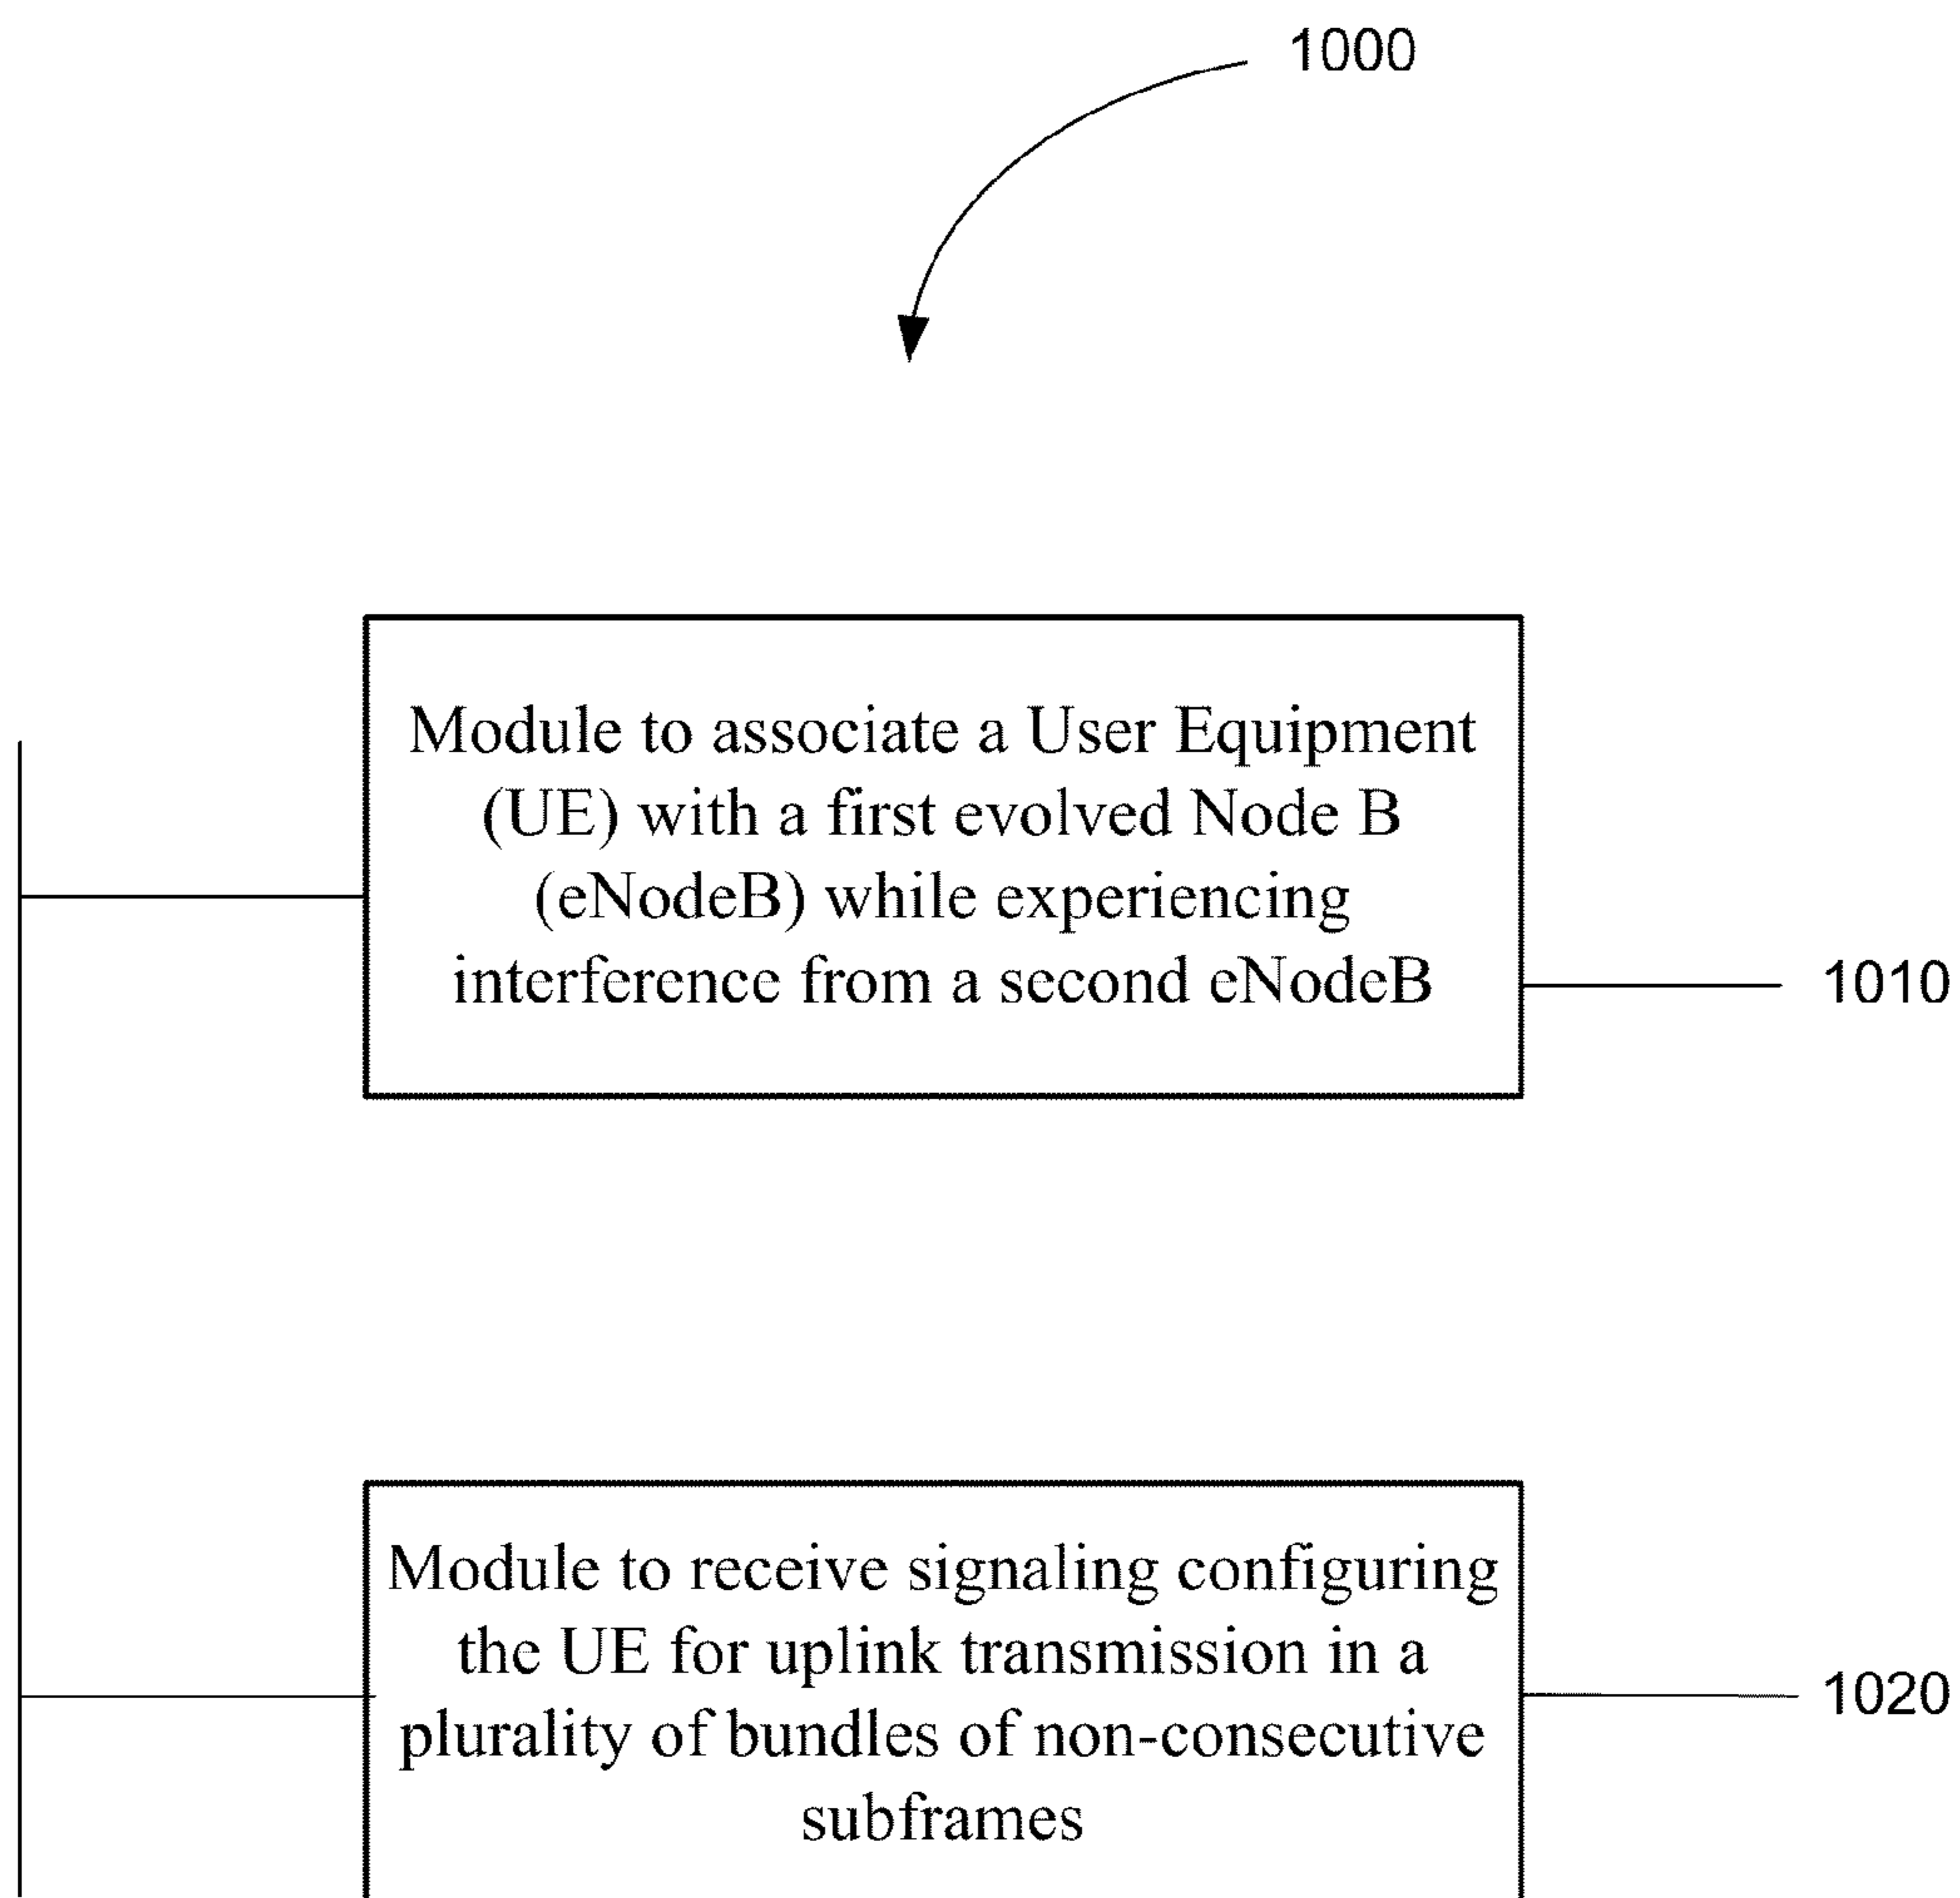 1000
Module to associate a User Equipment
(UE) with a first evolved Node B
(eNodeB) while experiencing
interference from a second eNodeB
1010
Module to receive signaling configuring
the UE for uplink transmission in a
plurality of bundles of non-consecutive
subframes
1020